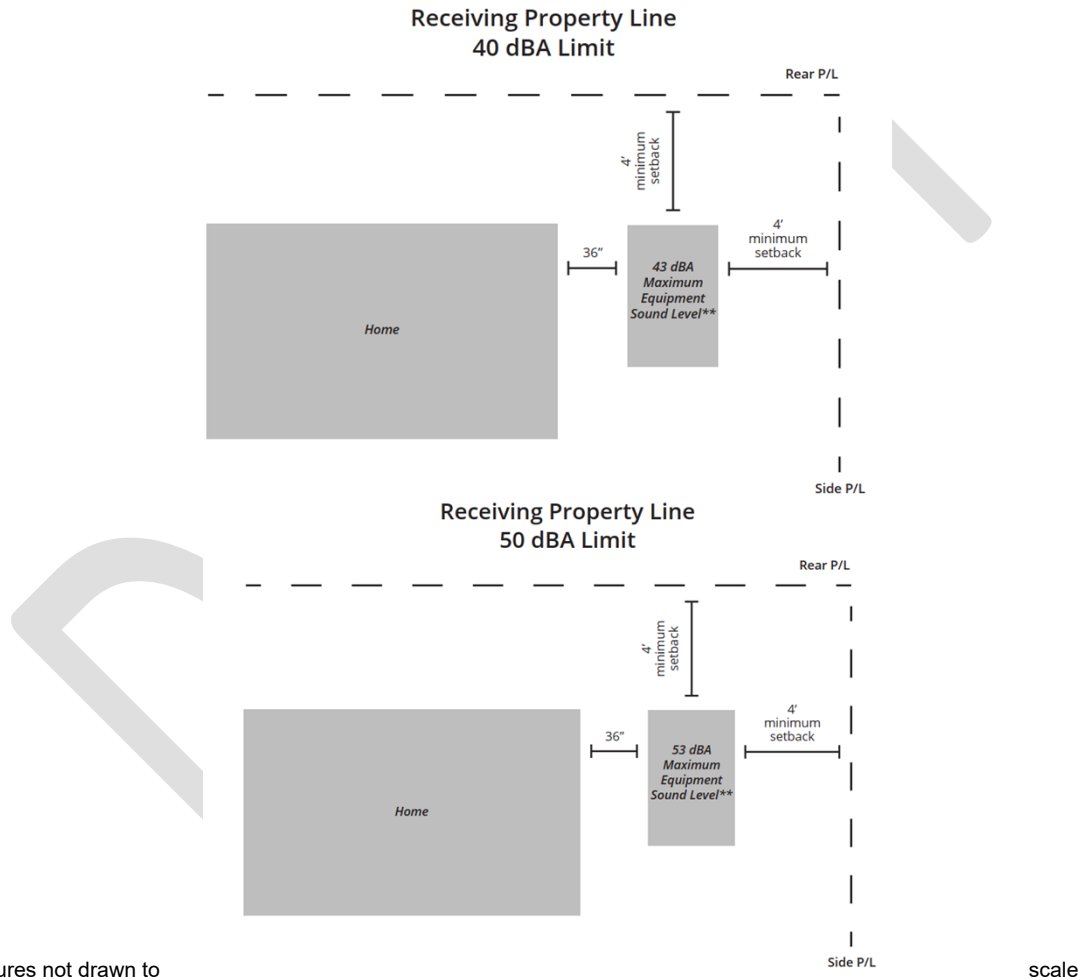 Receiving Property Line
40 dBA Limit
Rear P/L
4'
minimum
setback
4'
minimum
setback
36"
43 dBA
Maximum
Equipment
Sound Level**
Home
Side P/L
Receiving Property Line
50 dBA Limit
Rear P/L
4'
minimum
setback
4'
minimum
setback
36"
53 dBA
Maximum
Equipment
Sound Level**
Home
Side P/L
not drawn to scale